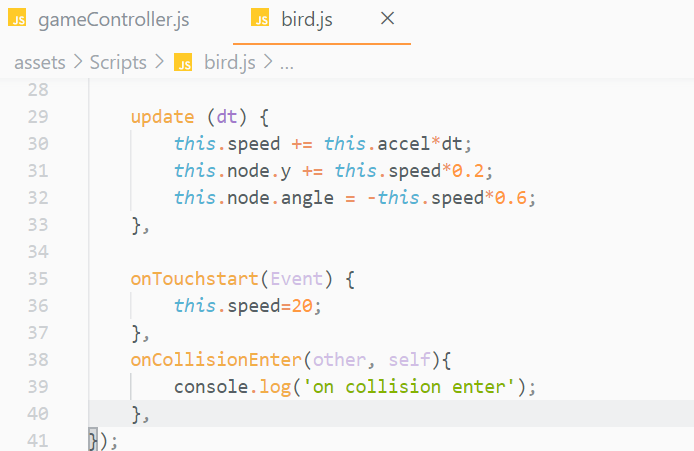 JS gameController.js JS bird.js ×
assets > Scripts > JS bird.js > ...
28
29 update (dt) {
30 this.speed += this.accel*dt;
31 this.node.y += this.speed*0.2;
32 this.node.angle = -this.speed*0.6;
33 },
34
35 onTouchstart(Event) {
36 this.speed=20;
37 },
38 onCollisionEnter(other, self){
39 console.log('on collision enter');
40 },
41 });